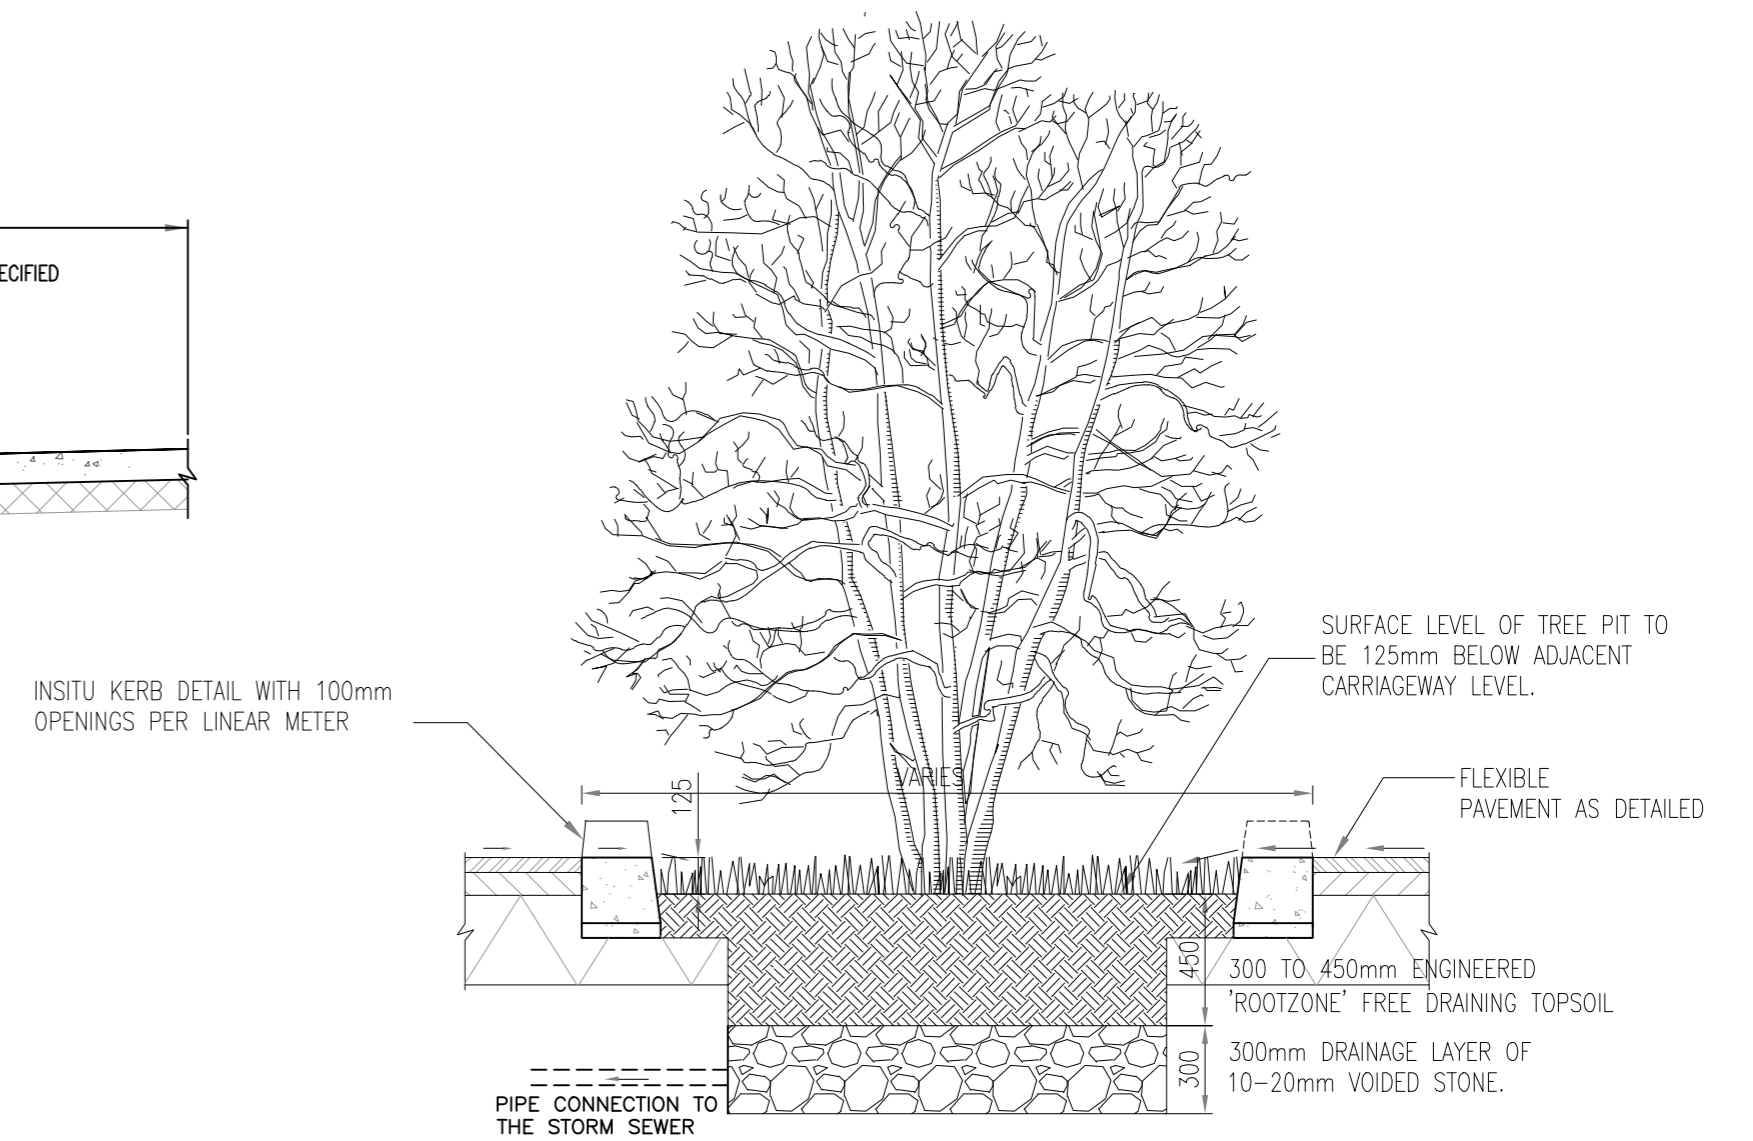 ECIFIED
INSITU KERB DETAIL WITH 100mm
OPENINGS PER LINEAR METER
SURFACE LEVEL OF TREE PIT TO
BE 125mm BELOW ADJACENT
CARRIAGEWAY LEVEL.
VARIES
125
FLEXIBLE
PAVEMENT AS DETAILED
450
300 TO 450mm ENGINEERED
'ROOTZONE' FREE DRAINING TOPSOIL
300
300mm DRAINAGE LAYER OF
10-20mm VOIDED STONE.
PIPE CONNECTION TO
THE STORM SEWER